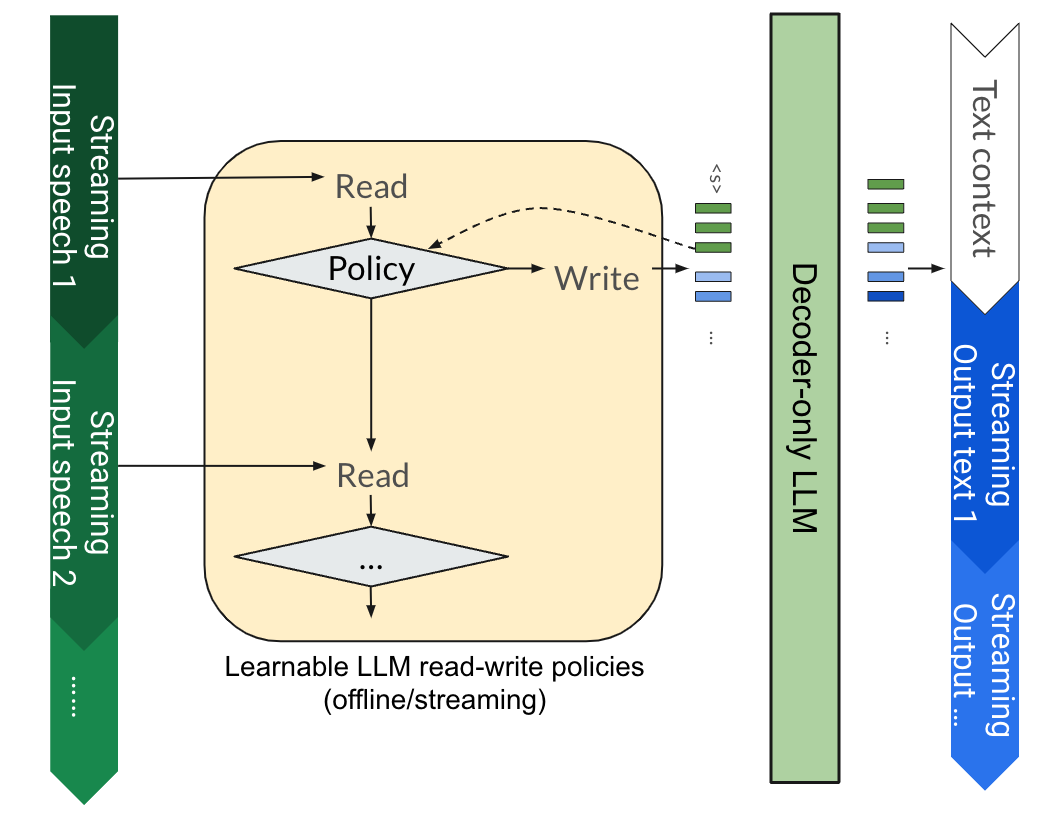 Streaming
Input speech 1
Streaming
Input speech 2
......
Read
Policy
Write
Read
...
Learnable LLM read-write policies
(offline/streaming)
<s>
...
Decoder-only LLM
...
Text context
Streaming
Output text 1
Streaming
Output ...